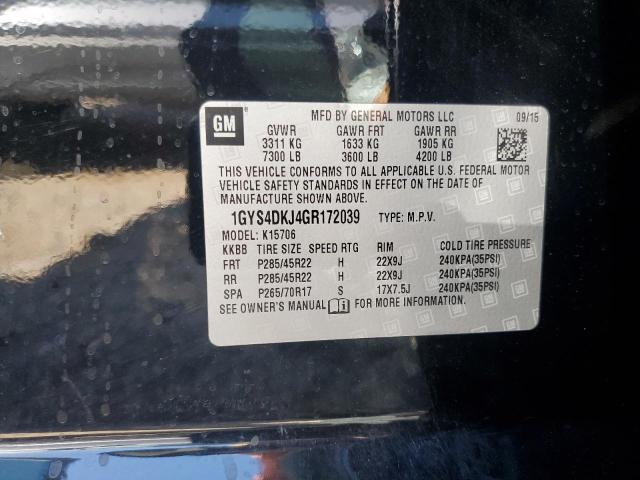 GM
MFD BY GENERAL MOTORS LLC 09/15
GVWR GAWR FRT GAWR RR
3311 KG 1633 KG 1905 KG
7300 LB 3600 LB 4200 LB
THIS VEHICLE CONFORMS TO ALL APPLICABLE U.S. FEDERAL MOTOR
VEHICLE SAFETY STANDARDS IN EFFECT ON THE DATE OF
MANUFACTURE SHOWN ABOVE.
1GYS4DKJ4GR172039 TYPE: M.P.V.
MODEL: K15706
KKBB TIRE SIZE SPEED RTG RIM COLD TIRE PRESSURE
FRT P285/45R22 H 22X9J 240KPA(35PSI)
RR P285/45R22 H 22X9J 240KPA(35PSI)
SPA P265/70R17 S 17X7.5J 240KPA(35PSI)
SEE OWNER'S MANUAL FOR MORE INFORMATION.